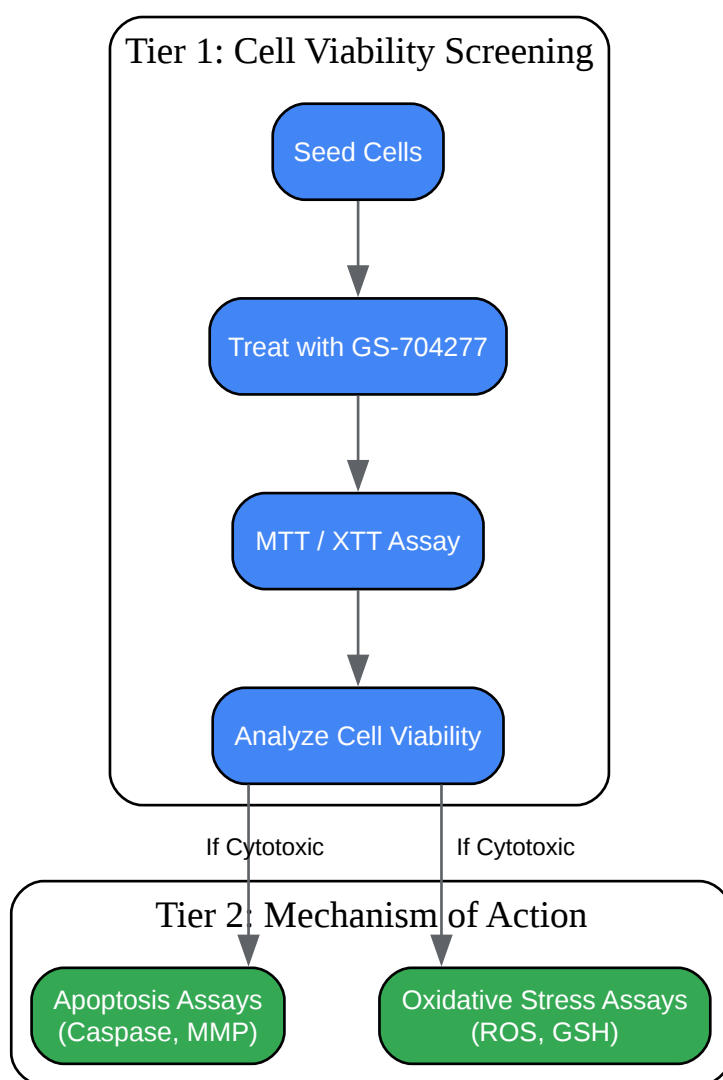 Tier 1: Cell Viability Screening
Seed Cells
Treat with GS-704277
MTT / XTT Assay
Analyze Cell Viability
If Cytotoxic
If Cytotoxic
Tier 2: Mechanism of Action
Apoptosis Assays
(Caspase, MMP)
Oxidative Stress Assays
(ROS, GSH)